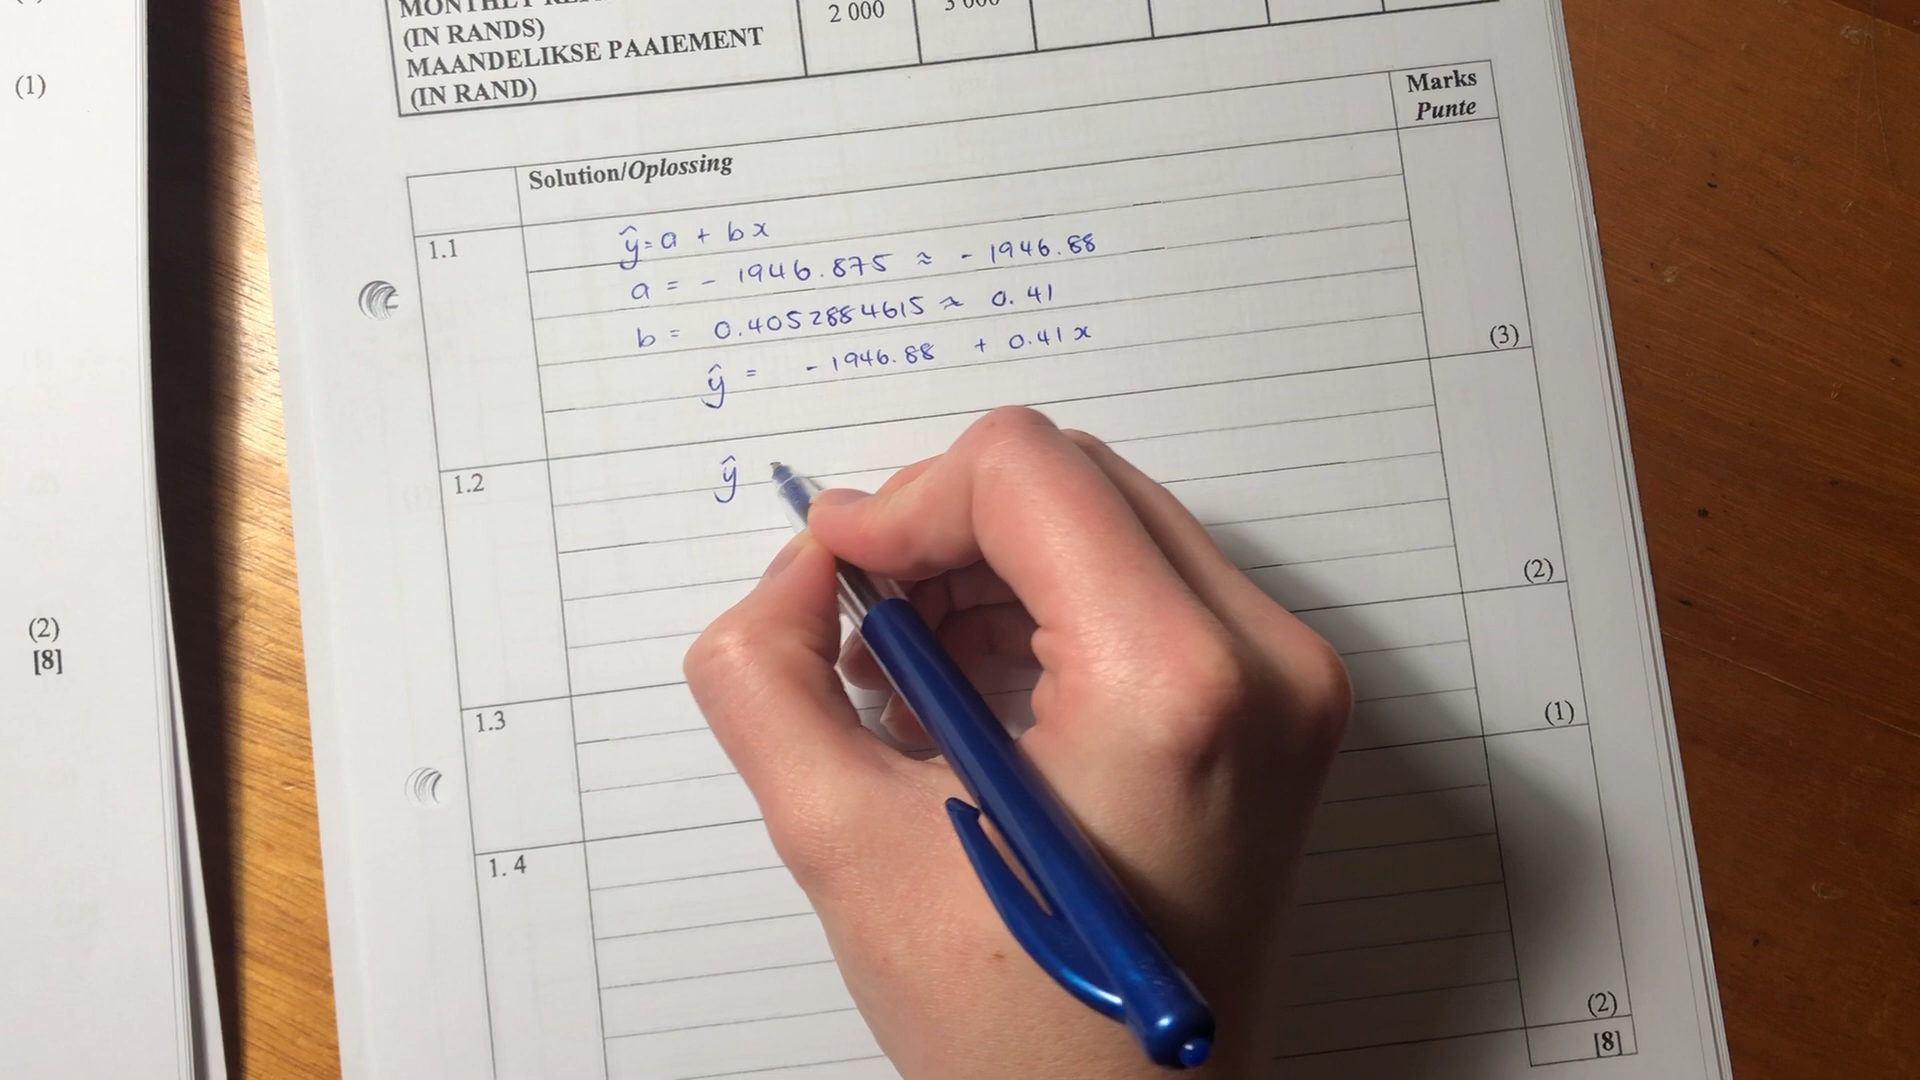 (1)
(2)
[8]
(IN RANDS)
MAANDELIKSE PAAIEMENT
(IN RAND)
2 000
Marks
Punte
Solution/Oplossing
1.1
ŷ = a + bx
a = - 1946.875 ≈ - 1946.88
b = 0.4052884615 ≈ 0.41
ŷ = - 1946.88 + 0.41x
(3)
1.2
ŷ
(2)
1.3
(1)
1. 4
(2)
[8]